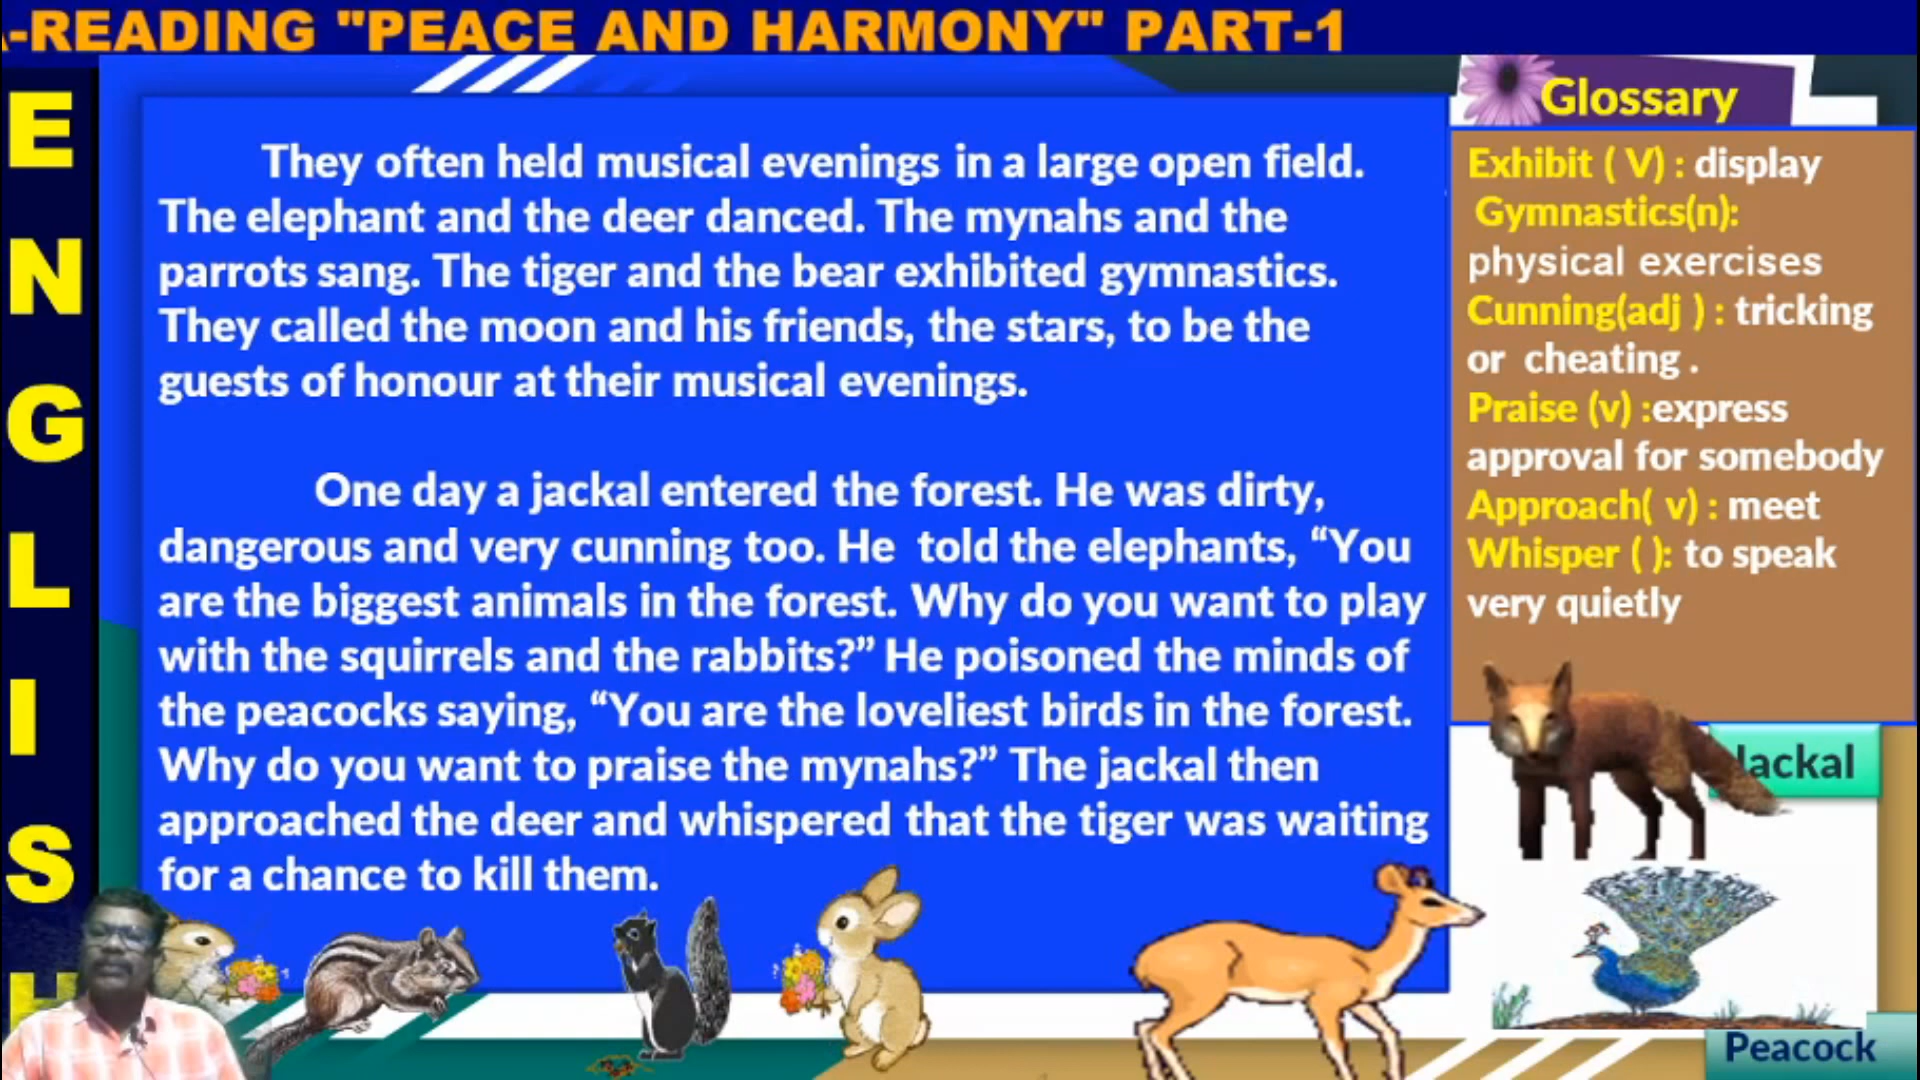 -READING "PEACE AND HARMONY" PART-1
E
N
G
L
I
S
H
They often held musical evenings in a large open field.
The elephant and the deer danced. The mynahs and the
parrots sang. The tiger and the bear exhibited gymnastics.
They called the moon and his friends, the stars, to be the
guests of honour at their musical evenings.
One day a jackal entered the forest. He was dirty,
dangerous and very cunning too. He told the elephants, “You
are the biggest animals in the forest. Why do you want to play
with the squirrels and the rabbits?” He poisoned the minds of
the peacocks saying, “You are the loveliest birds in the forest.
Why do you want to praise the mynahs?” The jackal then
approached the deer and whispered that the tiger was waiting
for a chance to kill them.
Glossary
Exhibit ( V) : display
Gymnastics(n):
physical exercises
Cunning(adj ) : tricking
or cheating .
Praise (v) :express
approval for somebody
Approach( v) : meet
Whisper ( ): to speak
very quietly
Jackal
Peacock